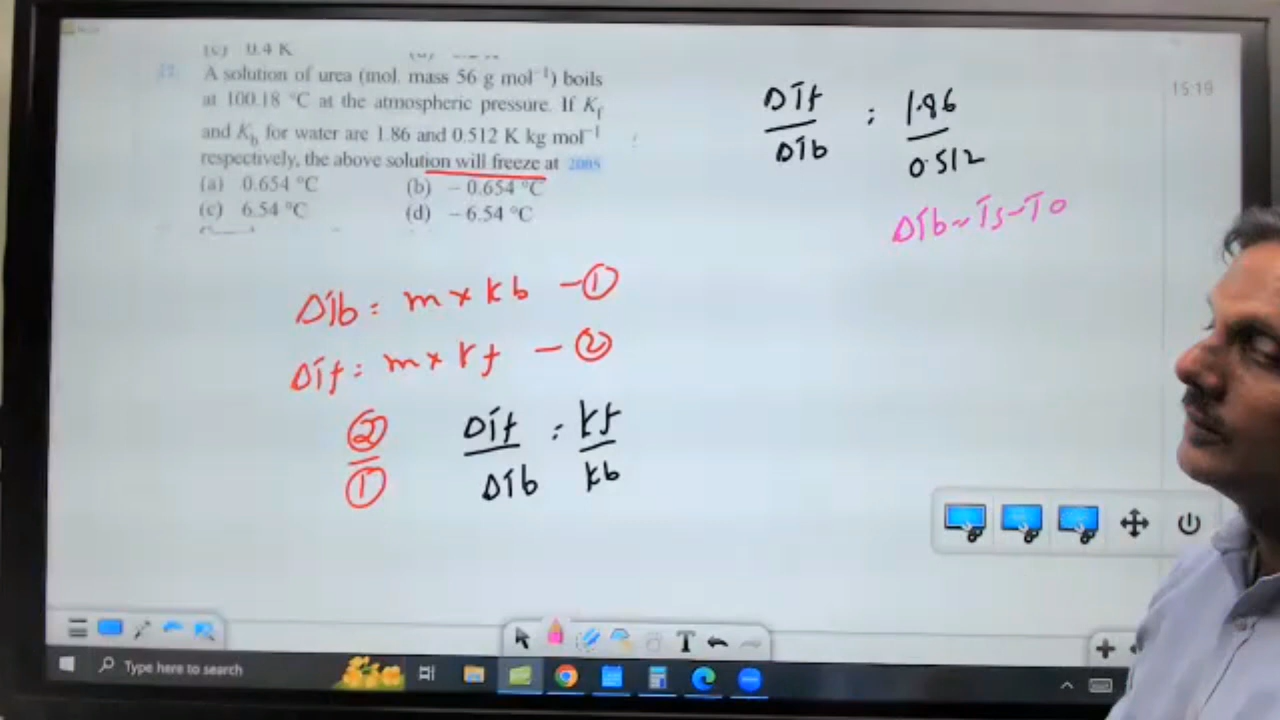 (c) 0.4 K
A solution of urea (mol. mass 56 g mol⁻¹) boils
at 100.18 °C at the atmospheric pressure. If Kf
and Kb for water are 1.86 and 0.512 K kg mol⁻¹
respectively, the above solution will freeze at 2005
(a) 0.654 °C (b) – 0.654 °C
(c) 6.54 °C (d) – 6.54 °C
ΔTb = m × kb – ①
ΔTf = m × kf – ②
② / ① ΔTf / ΔTb = kf / kb
ΔTf / ΔTb = 1.86 / 0.512
ΔTb = Ts – To
15:19
Type here to search
T